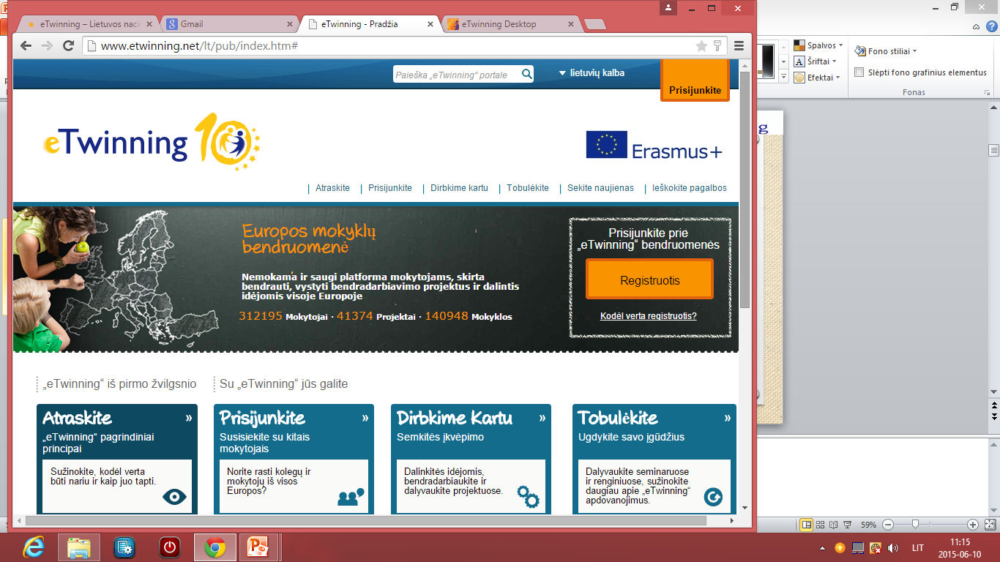 eTwinning – Lietuvos naci
Gmail
eTwinning - Pradžia
eTwinning Desktop
www.etwinning.net/lt/pub/index.htm#
Spalvos
Šriftai
Efektai
Fono stiliai
Slėpti fono grafinius elementus
Fonas
Paieška „eTwinning“ portale
lietuvių kalba
Prisijunkite
eTwinning 10
Erasmus+
Atraskite
Prisijunkite
Dirbkime kartu
Tobulėkite
Sekite naujienas
Ieškokite pagalbos
g
Europos mokyklų
bendruomenė
Nemokama ir saugi platforma mokytojams, skirta
bendrauti, vystyti bendradarbiavimo projektus ir dalintis
idėjomis visoje Europoje
312195 Mokytojai · 41374 Projektai · 140948 Mokyklos
Prisijunkite prie
„eTwinning“ bendruomenės
Registruotis
Kodėl verta registruotis?
„eTwinning“ iš pirmo žvilgsnio
Su „eTwinning“ jūs galite
Atraskite »
„eTwinning“ pagrindiniai
principai
Sužinokite, kodėl verta
būti nariu ir kaip juo tapti.
Prisijunkite »
Susisiekite su kitais
mokytojais
Norite rasti kolegų ir
mokytojų iš visos
Europos?
Dirbkime Kartu »
Semkitės įkvėpimo
Dalinkitės idėjomis,
bendradarbiaukite ir
dalyvaukite projektuose.
Tobulėkite »
Ugdykite savo įgūdžius
Dalyvaukite seminaruose
ir renginiuose, sužinokite
daugiau apie „eTwinning“
apdovanojimus.
59%
LIT
11:15
2015-06-10